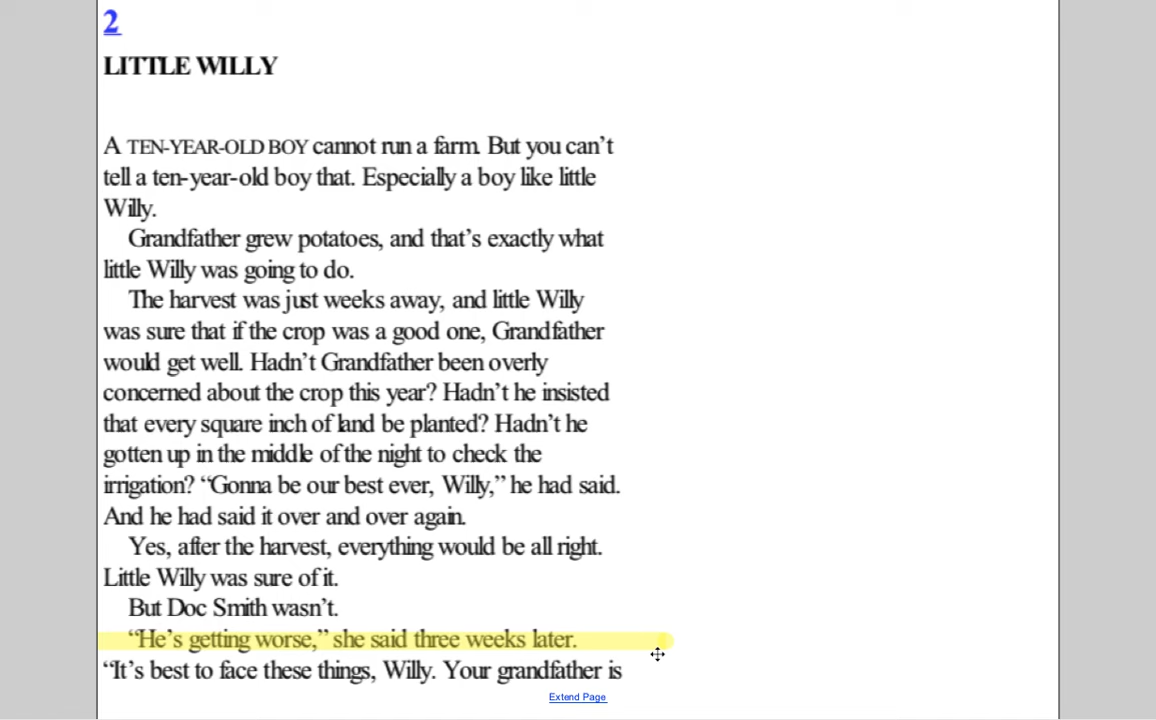 2
LITTLE WILLY
A TEN-YEAR-OLD BOY cannot run a farm. But you can’t
tell a ten-year-old boy that. Especially a boy like little
Willy.
Grandfather grew potatoes, and that’s exactly what
little Willy was going to do.
The harvest was just weeks away, and little Willy
was sure that if the crop was a good one, Grandfather
would get well. Hadn’t Grandfather been overly
concerned about the crop this year? Hadn’t he insisted
that every square inch of land be planted? Hadn’t he
gotten up in the middle of the night to check the
irrigation? “Gonna be our best ever, Willy,” he had said.
And he had said it over and over again.
Yes, after the harvest, everything would be all right.
Little Willy was sure of it.
But Doc Smith wasn’t.
“He’s getting worse,” she said three weeks later.
“It’s best to face these things, Willy. Your grandfather is
Extend Page